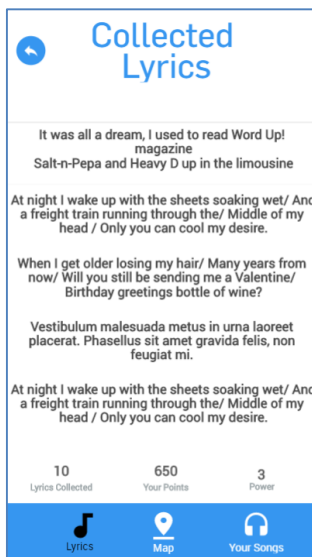 Collected
Lyrics
It was all a dream, I used to read Word Up!
magazine
Salt-n-Pepa and Heavy D up in the limousine
At night I wake up with the sheets soaking wet/ And
a freight train running through the/ Middle of my
head / Only you can cool my desire.
When I get older losing my hair/ Many years from
now/ Will you still be sending me a Valentine/
Birthday greetings bottle of wine?
Vestibulum malesuada metus in urna laoreet
placerat. Phasellus sit amet gravida felis, non
feugiat mi.
At night I wake up with the sheets soaking wet/ And
a freight train running through the/ Middle of my
head / Only you can cool my desire.
10 650 3
Lyrics Collected Your Points Power
Lyrics Map Your Songs